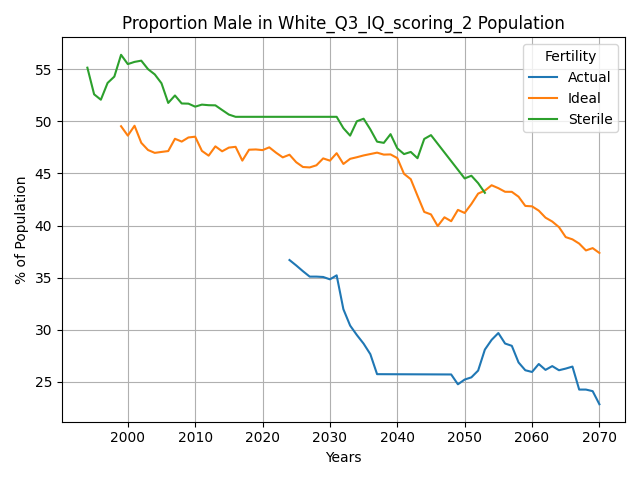 Proportion Male in White_Q3_IQ_scoring_2 Population
Fertility
Actual
Ideal
Sterile
% of Population
55
50
45
40
35
30
25
2000
2010
2020
2030
2040
2050
2060
2070
Years